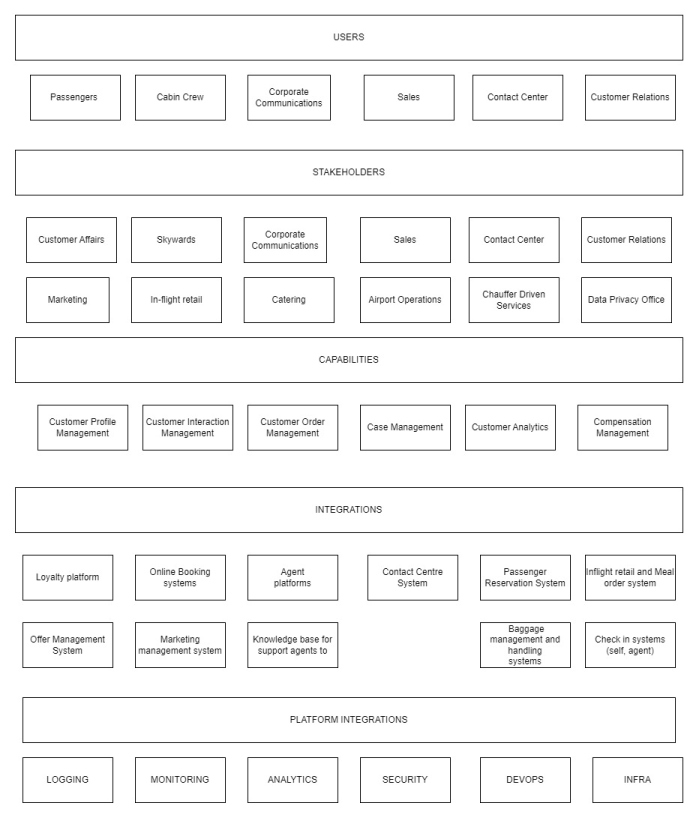 USERS
Passengers
Cabin Crew
Corporate
Communications
Sales
Contact Center
Customer Relations
STAKEHOLDERS
Customer Affairs
Skywards
Corporate
Communications
Sales
Contact Center
Customer Relations
Marketing
In-flight retail
Catering
Airport Operations
Chauffer Driven
Services
Data Privacy Office
CAPABILITIES
Customer Profile
Management
Customer Interaction
Management
Customer Order
Management
Case Management
Customer Analytics
Compensation
Management
INTEGRATIONS
Loyalty platform
Online Booking
systems
Agent
platforms
Contact Centre
System
Passenger
Reservation System
Inflight retail and Meal
order system
Offer Management
System
Marketing
management system
Knowledge base for
support agents to
Baggage
management and
handling
systems
Check in systems
(self, agent)
PLATFORM INTEGRATIONS
LOGGING
MONITORING
ANALYTICS
SECURITY
DEVOPS
INFRA